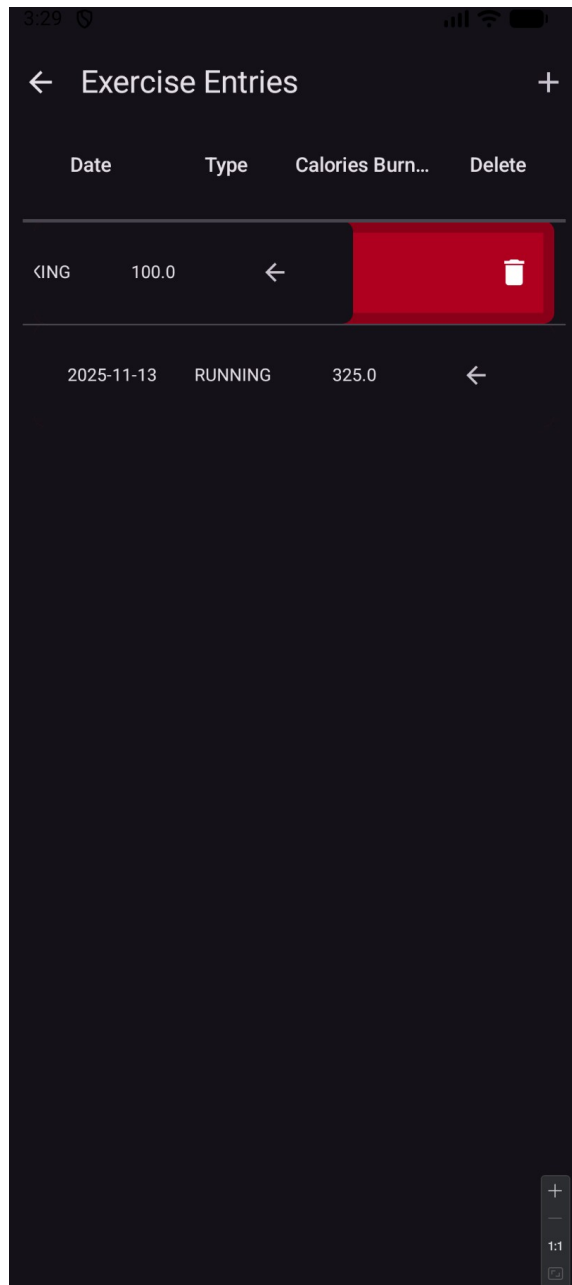 3:29
Exercise Entries
Date Type Calories Burn... Delete
KING 100.0
2025-11-13 RUNNING 325.0
1:1